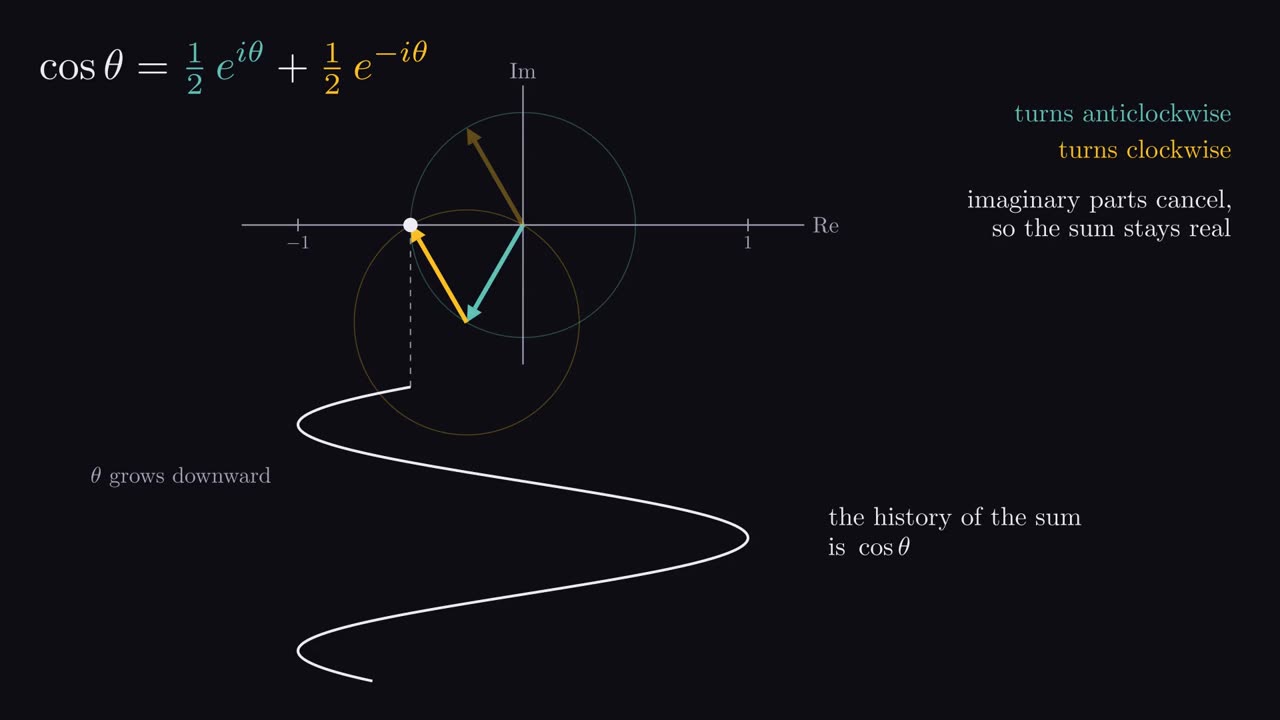 cos θ = 1/2 e^{iθ} + 1/2 e^{−iθ}
Im
turns anticlockwise
turns clockwise
imaginary parts cancel,
so the sum stays real
Re
−1
1
θ grows downward
the history of the sum
is cos θ